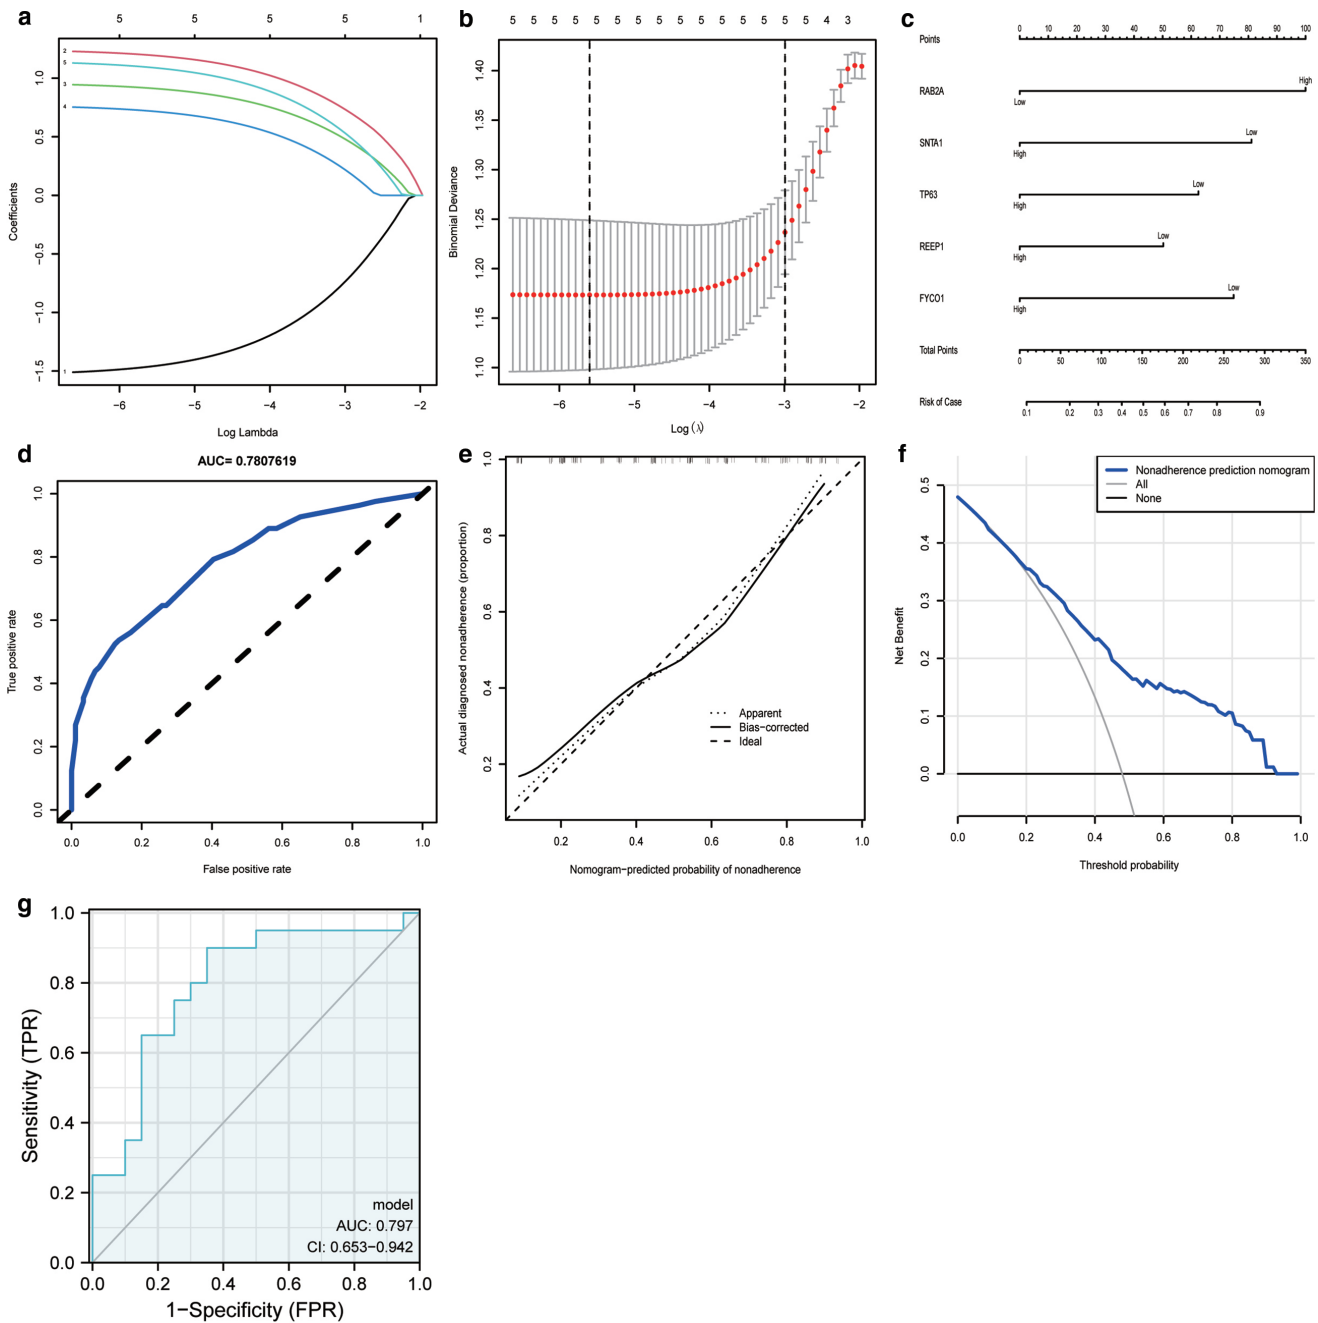 a
5 5 5 5 1
2
5
3
4
1
1.0
0.5
0.0
−0.5
−1.0
−1.5
Coefficients
−6 −5 −4 −3 −2
Log Lambda
b
5 5 5 5 5 5 5 5 5 5 5 5 5 5 5 4 3
1.40
1.35
1.30
1.25
1.20
1.15
1.10
Binomial Deviance
−6 −5 −4 −3 −2
Log (λ)
c
Points
0 10 20 30 40 50 60 70 80 90 100
RAB2A
Low
High
SNTA1
High
Low
TP63
High
Low
REEP1
High
Low
FYCO1
High
Low
Total Points
0 50 100 150 200 250 300 350
Risk of Case
0.1 0.2 0.3 0.4 0.5 0.6 0.7 0.8 0.9
d
AUC= 0.7807619
1.0
0.8
0.6
0.4
0.2
0.0
True positive rate
0.0 0.2 0.4 0.6 0.8 1.0
False positive rate
e
1.0
0.8
0.6
0.4
0.2
Actual diagnosed nonadherence (proportion)
Apparent
Bias−corrected
Ideal
0.2 0.4 0.6 0.8 1.0
Nomogram−predicted probability of nonadherence
f
Nonadherence prediction nomogram
All
None
0.5
0.4
0.3
0.2
0.1
0.0
Net Benefit
0.0 0.2 0.4 0.6 0.8 1.0
Threshold probability
g
1.0
0.8
0.6
0.4
0.2
0.0
Sensitivity (TPR)
model
AUC: 0.797
CI: 0.653−0.942
0.0 0.2 0.4 0.6 0.8 1.0
1−Specificity (FPR)